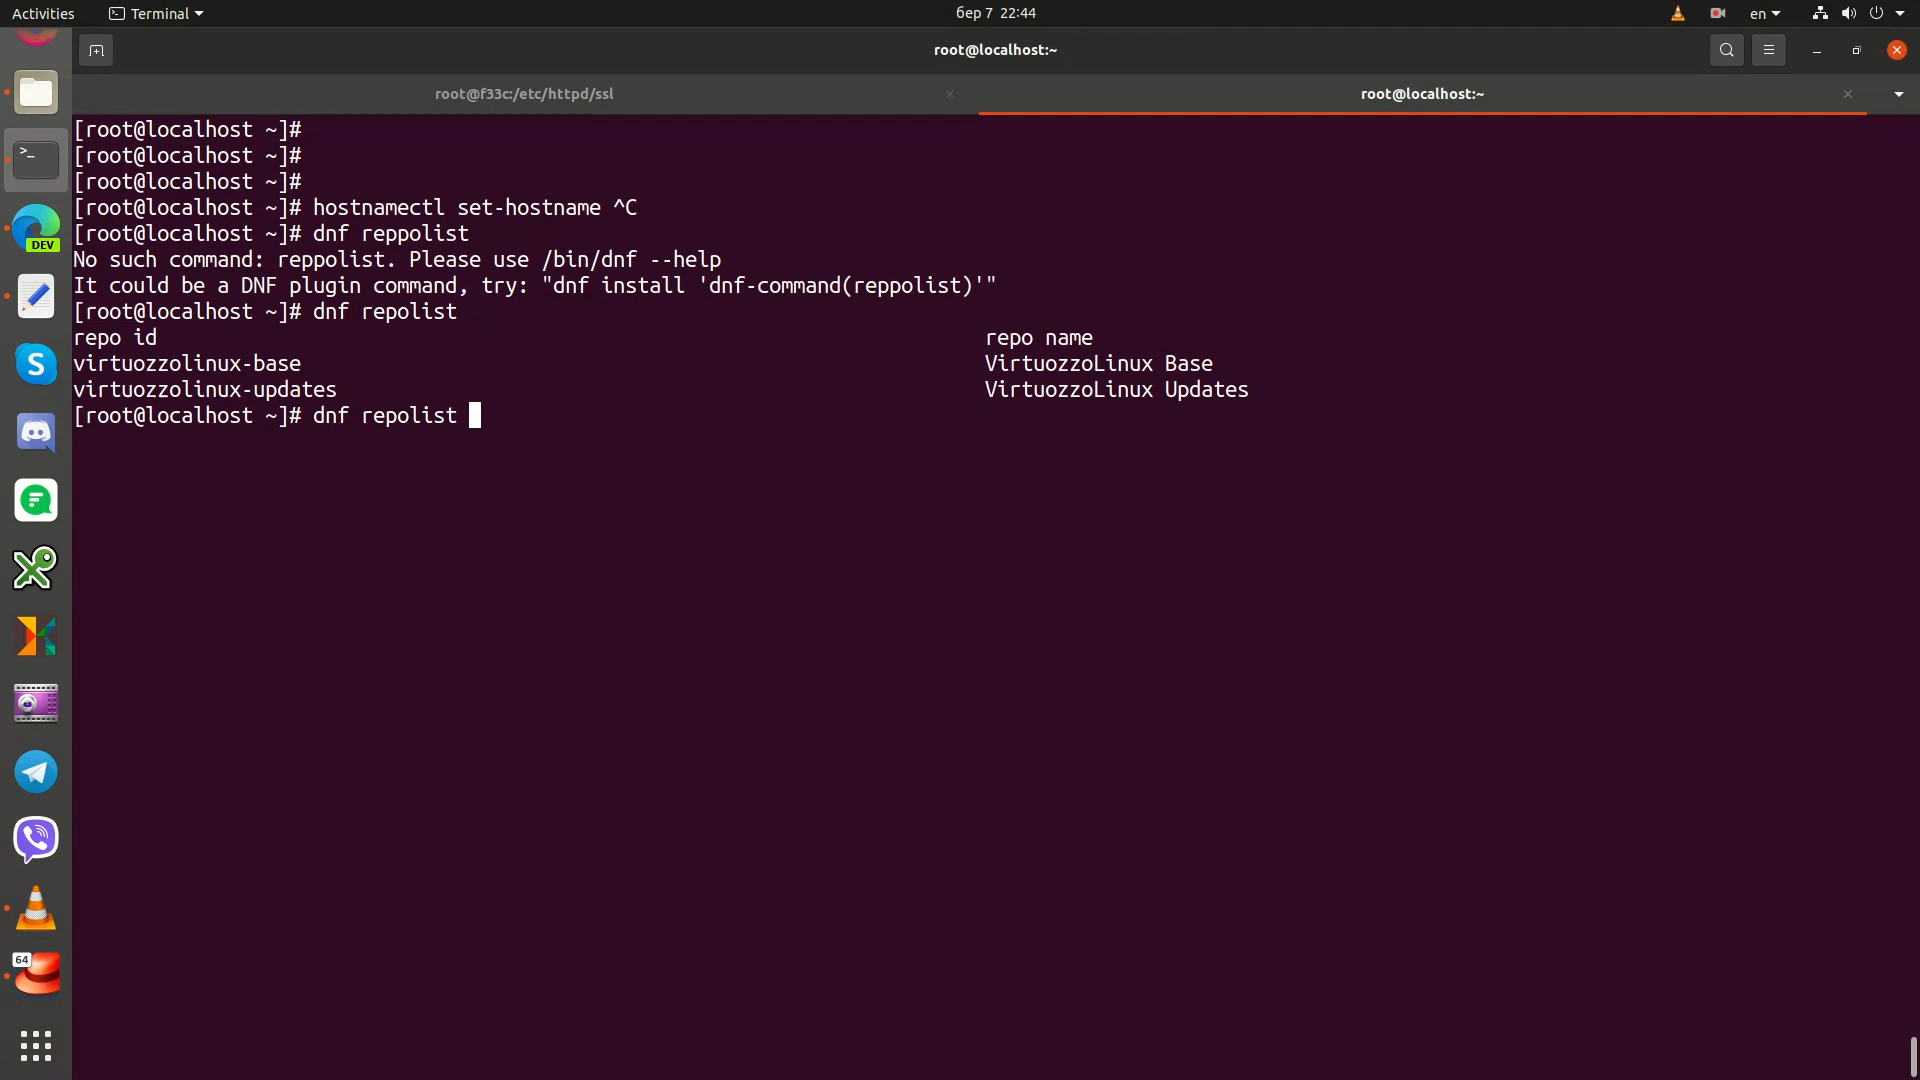 Activities
Terminal
бер 7 22:44
en
root@localhost:~
root@f33c:/etc/httpd/ssl
root@localhost:~
[root@localhost ~]#
[root@localhost ~]#
[root@localhost ~]#
[root@localhost ~]# hostnamectl set-hostname ^C
[root@localhost ~]# dnf reppolist
No such command: reppolist. Please use /bin/dnf --help
It could be a DNF plugin command, try: "dnf install 'dnf-command(reppolist)'"
[root@localhost ~]# dnf repolist
repo id repo name
virtuozzolinux-base VirtuozzoLinux Base
virtuozzolinux-updates VirtuozzoLinux Updates
[root@localhost ~]# dnf repolist
>_
DEV
S
64